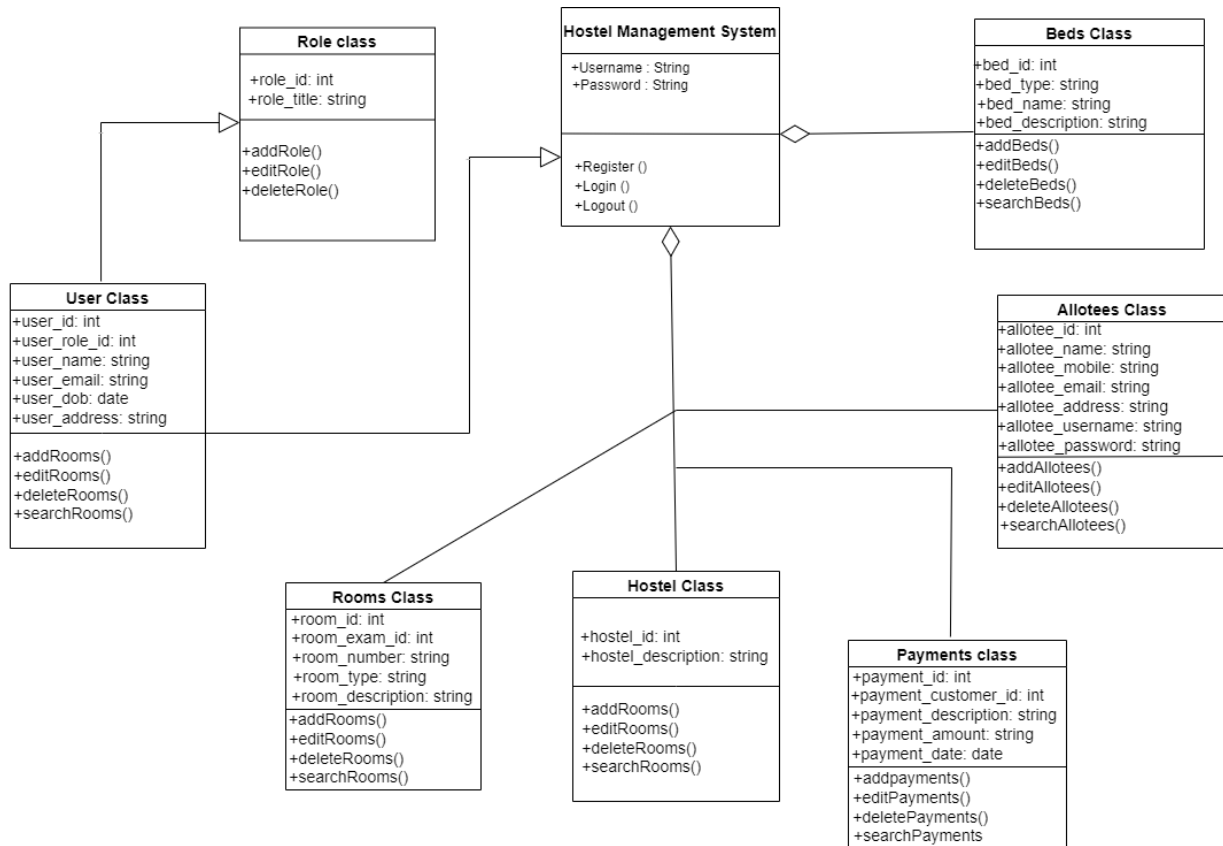 Role class
+role_id: int
+role_title: string
+addRole()
+editRole()
+deleteRole()
Hostel Management System
+Username : String
+Password : String
+Register ()
+Login ()
+Logout ()
Beds Class
+bed_id: int
+bed_type: string
+bed_name: string
+bed_description: string
+addBeds()
+editBeds()
+deleteBeds()
+searchBeds()
User Class
+user_id: int
+user_role_id: int
+user_name: string
+user_email: string
+user_dob: date
+user_address: string
+addRooms()
+editRooms()
+deleteRooms()
+searchRooms()
Allotees Class
+allotee_id: int
+allotee_name: string
+allotee_mobile: string
+allotee_email: string
+allotee_address: string
+allotee_username: string
+allotee_password: string
+addAllotees()
+editAllotees()
+deleteAllotees()
+searchAllotees()
Rooms Class
+room_id: int
+room_exam_id: int
+room_number: string
+room_type: string
+room_description: string
+addRooms()
+editRooms()
+deleteRooms()
+searchRooms()
Hostel Class
+hostel_id: int
+hostel_description: string
+addRooms()
+editRooms()
+deleteRooms()
+searchRooms()
Payments class
+payment_id: int
+payment_customer_id: int
+payment_description: string
+payment_amount: string
+payment_date: date
+addpayments()
+editPayments()
+deletePayments()
+searchPayments